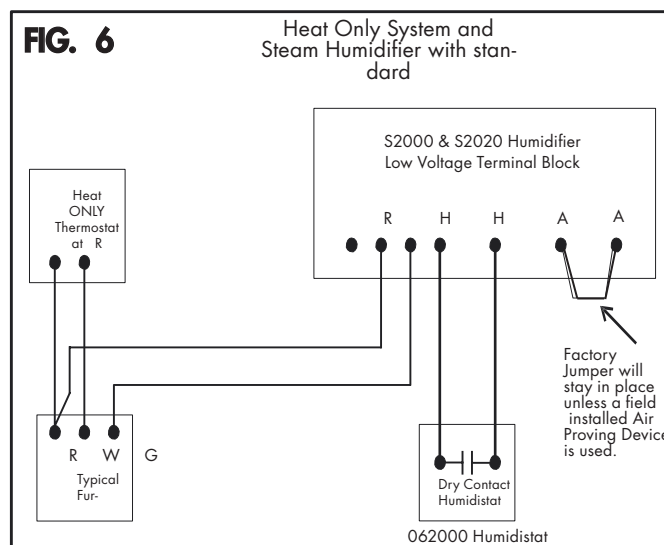 FIG. 6
Heat Only System and
Steam Humidifier with stan-
dard
S2000 & S2020 Humidifier
Low Voltage Terminal Block
R H H A A
Heat
ONLY
Thermostat
at R
Factory
Jumper will
stay in place
unless a field
installed Air
Proving Device
is used.
R W G
Typical
Fur-
Dry Contact
Humidistat
062000 Humidistat